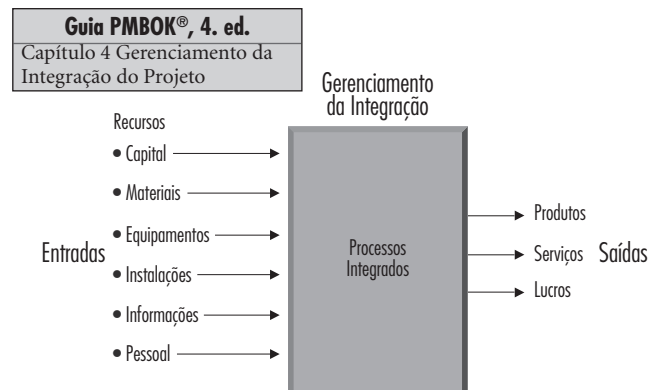 Guia PMBOK®, 4. ed.
Capítulo 4 Gerenciamento da
Integração do Projeto
Gerenciamento
da Integração
Recursos
• Capital
• Materiais
• Equipamentos
• Instalações
• Informações
• Pessoal
Entradas
Processos
Integrados
Produtos
Serviços
Lucros
Saídas